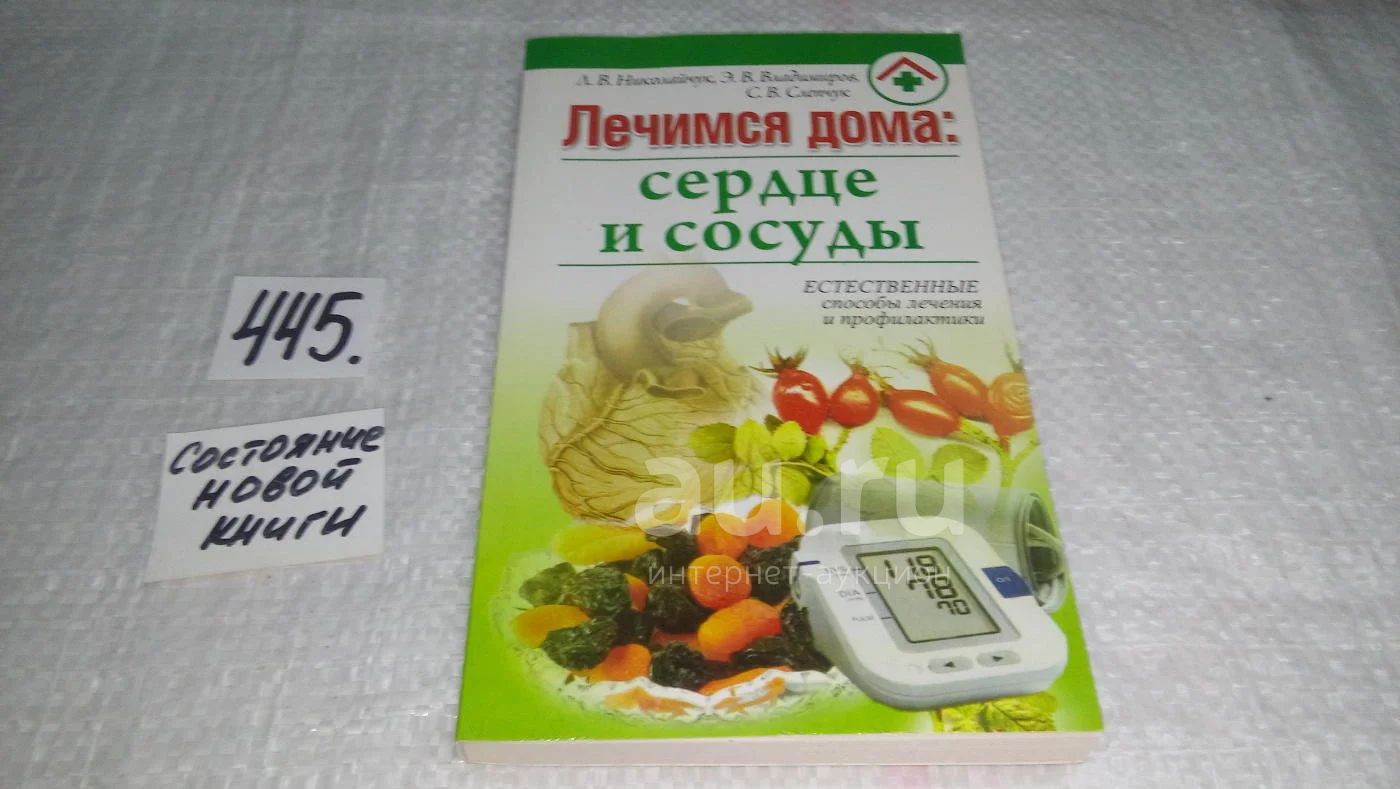 Л. В. Николайчук, Э. В. Владимиров,
С. В. Слепчук
Лечимся дома:
сердце
и сосуды
ЕСТЕСТВЕННЫЕ
способы лечения
и профилактики
445.
Состояние
новой
книги
au.ru
интернет аукцион
DIA